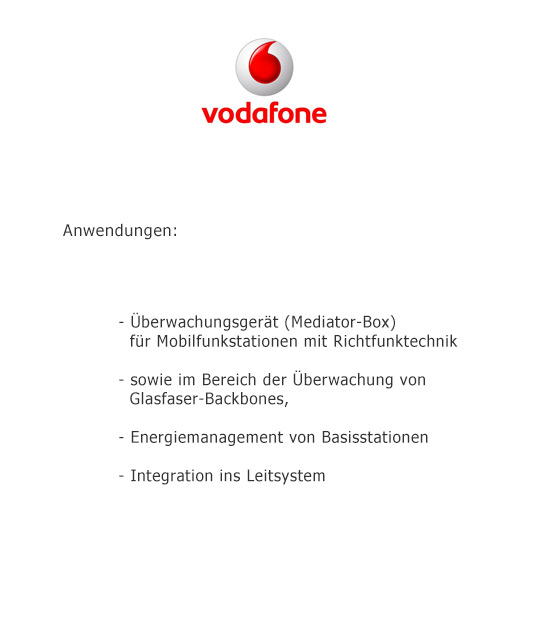 vodafone
Anwendungen:
- Überwachungsgerät (Mediator-Box)
für Mobilfunkstationen mit Richtfunktechnik
- sowie im Bereich der Überwachung von
Glasfaser-Backbones,
- Energiemanagement von Basisstationen
- Integration ins Leitsystem